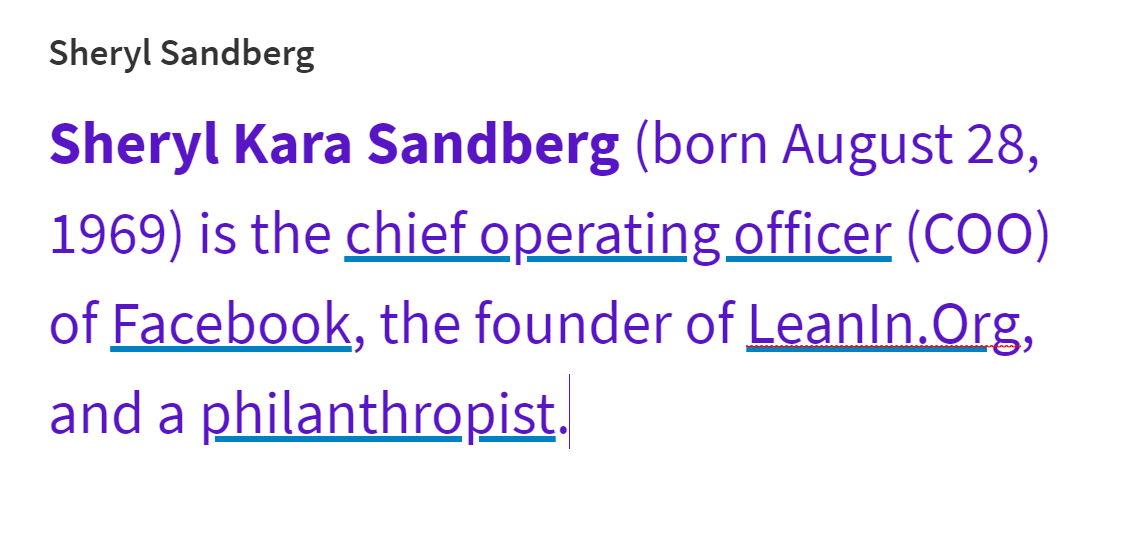 Sheryl Sandberg
Sheryl Kara Sandberg (born August 28,
1969) is the chief operating officer (COO)
of Facebook, the founder of LeanIn.Org,
and a philanthropist.